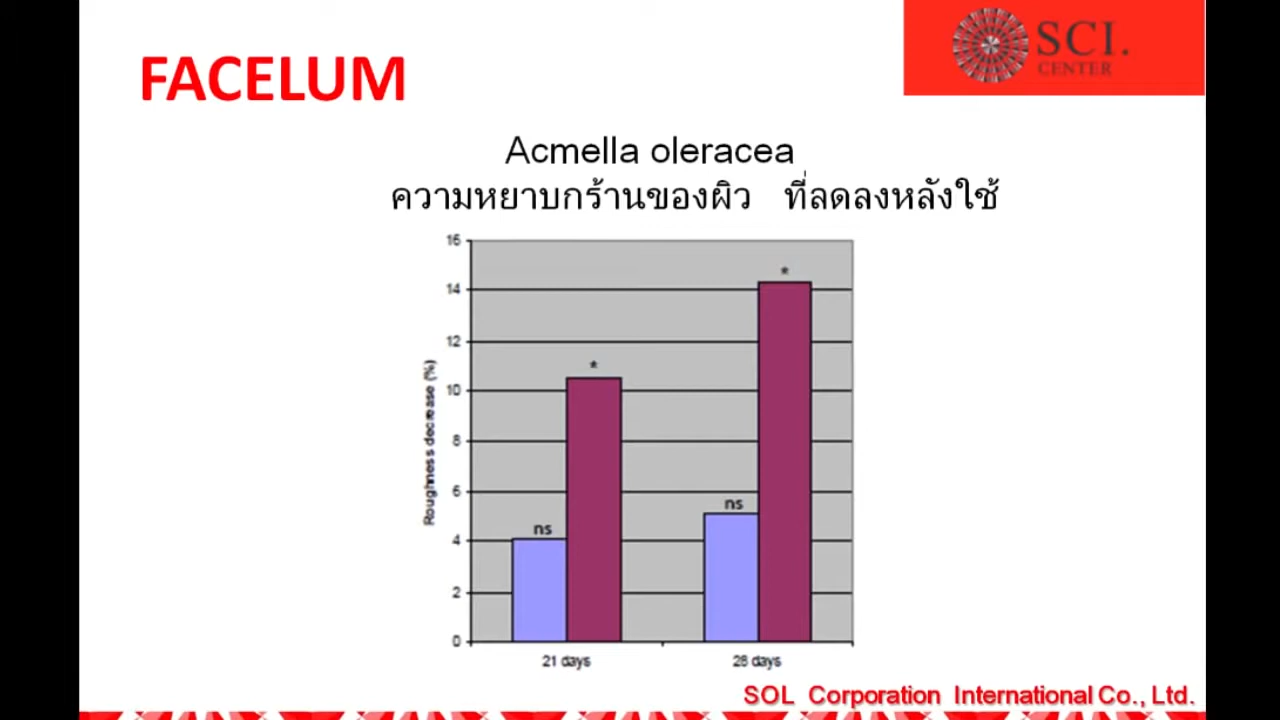 FACELUM
SCI.
CENTER
Acmella oleracea
ความหยาบกร้านของผิว ที่ลดลงหลังใช้
16
14
12
10
8
6
4
2
0
Roughness decrease (%)
ns
*
ns
*
21 days
28 days
SOL Corporation International Co., Ltd.